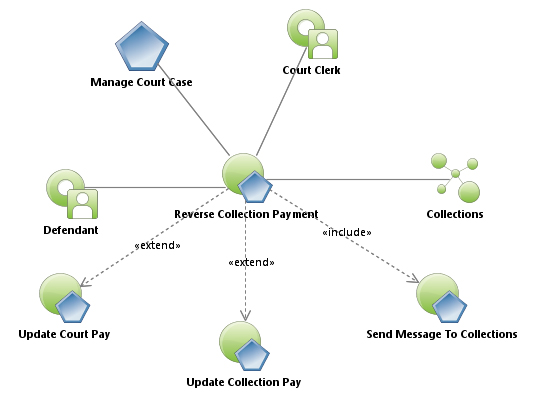 Manage Court Case
Court Clerk
Defendant
Reverse Collection Payment
Collections
«extend»
«extend»
«include»
Update Court Pay
Update Collection Pay
Send Message To Collections